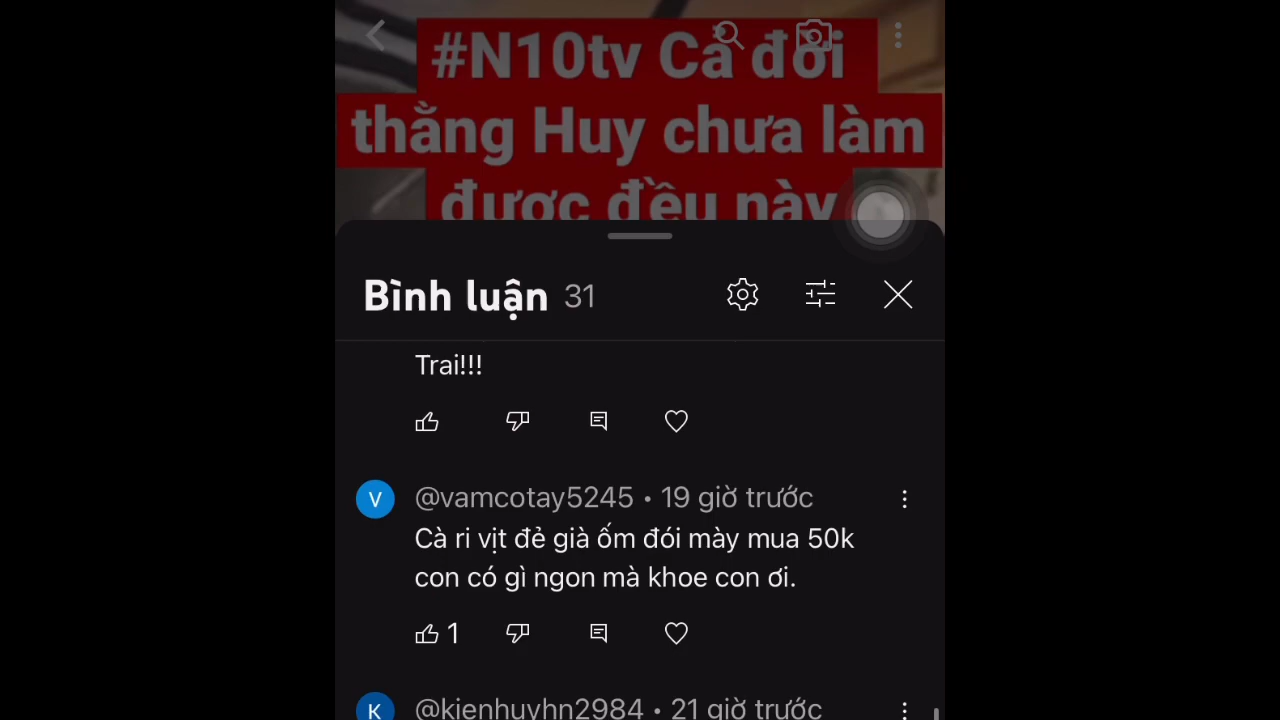 #N10tv Cả đời
thằng Huy chưa làm
được đều này
Bình luận 31
Trai!!!
V @vamcotay5245 • 19 giờ trước
Cà ri vịt đẻ già ốm đói mày mua 50k
con có gì ngon mà khoe con ơi.
1
K @kienhuyhn2984 • 21 giờ trước